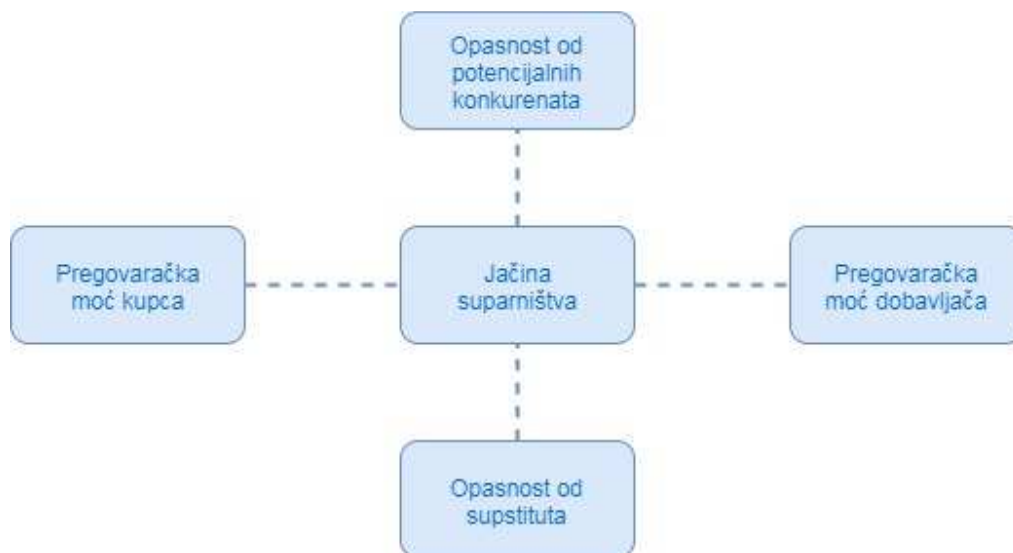 Opasnost od
potencijalnih
konkurenata
Pregovaračka
moć kupca
Jačina
suparništva
Pregovaračka
moć dobavljača
Opasnost od
supstituta